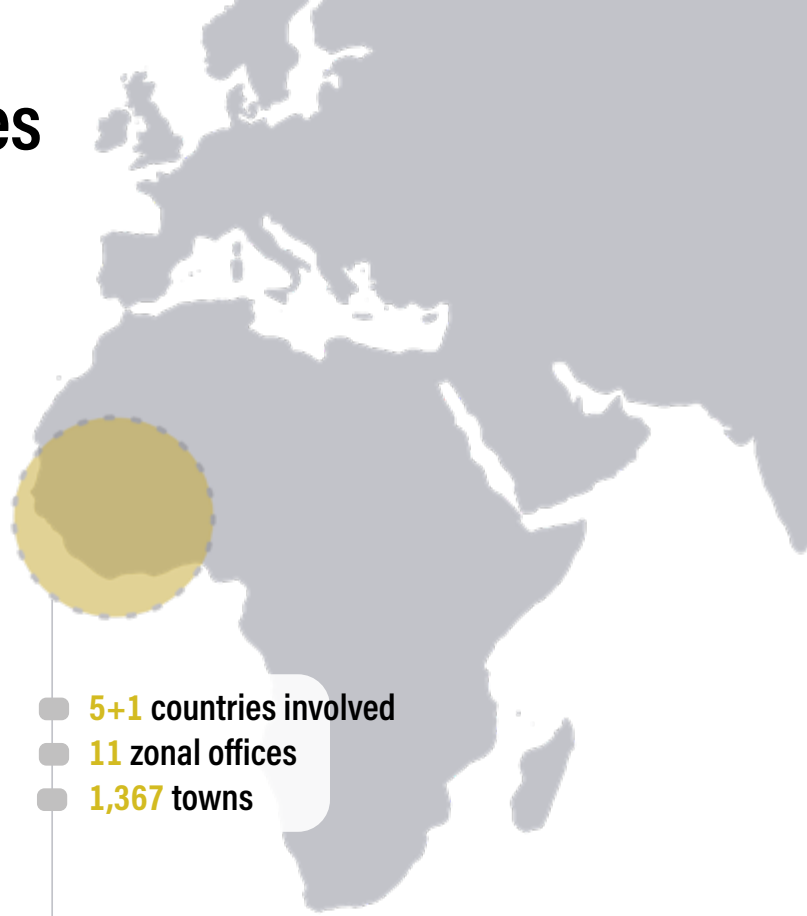 es
5+1 countries involved
11 zonal offices
1,367 towns